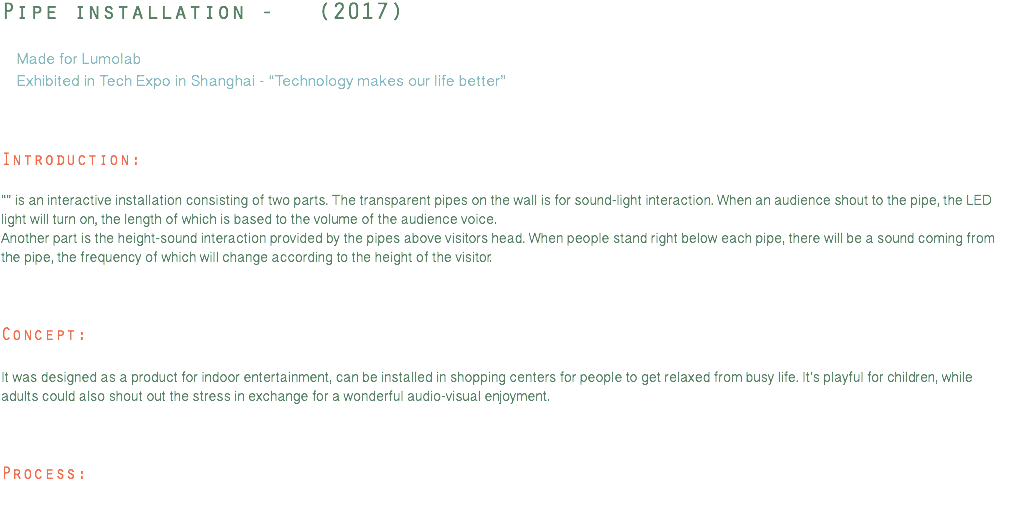 Pipe installation - (2017)
Made for Lumolab
Exhibited in Tech Expo in Shanghai - “Technology makes our life better”
Introduction:
"" is an interactive installation consisting of two parts. The transparent pipes on the wall is for sound-light interaction. When an audience shout to the pipe, the LED
light will turn on, the length of which is based to the volume of the audience voice.
Another part is the height-sound interaction provided by the pipes above visitors head. When people stand right below each pipe, there will be a sound coming from
the pipe, the frequency of which will change according to the height of the visitor.
Concept:
It was designed as a product for indoor entertainment, can be installed in shopping centers for people to get relaxed from busy life. It's playful for children, while
adults could also shout out the stress in exchange for a wonderful audio-visual enjoyment.
Process: